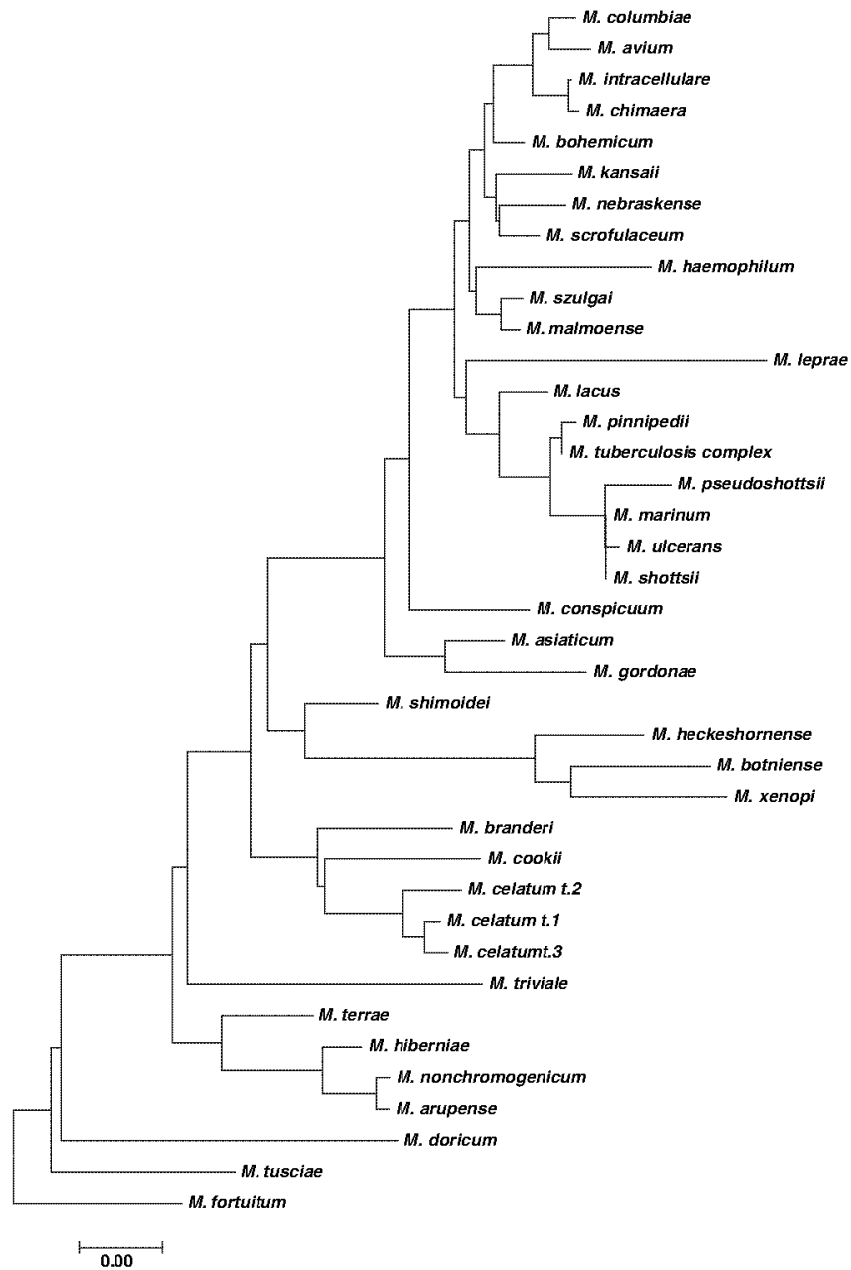 M. columbiae
M. avium
M. intracellulare
M. chimaera
M. bohemicum
M. kansaii
M. nebraskense
M. scrofulaceum
M. haemophilum
M. szulgai
M. malmoense
M. leprae
M. lacus
M. pinnipedii
M. tuberculosis complex
M. pseudoshottsii
M. marinum
M. ulcerans
M. shottsii
M. conspicuum
M. asiaticum
M. gordonae
M. shimoidei
M. heckeshornense
M. botniense
M. xenopi
M. branderi
M. cookii
M. celatum t.2
M. celatum t.1
M. celatumt.3
M. triviale
M. terrae
M. hiberniae
M. nonchromogenicum
M. arupense
M. doricum
M. tusciae
M. fortuitum
0.00